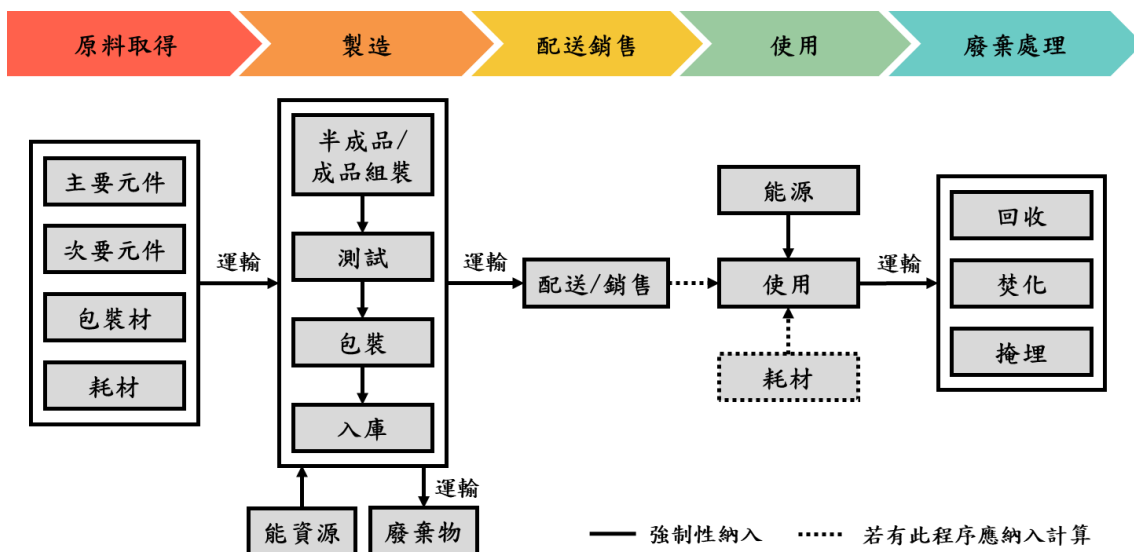 原料取得
製造
配送銷售
使用
廢棄處理
主要元件
次要元件
包裝材
耗材
運輸
半成品/
成品組裝
測試
包裝
入庫
能資源
廢棄物
運輸
運輸
配送/銷售
能源
使用
耗材
運輸
回收
焚化
掩埋
強制性納入
若有此程序應納入計算